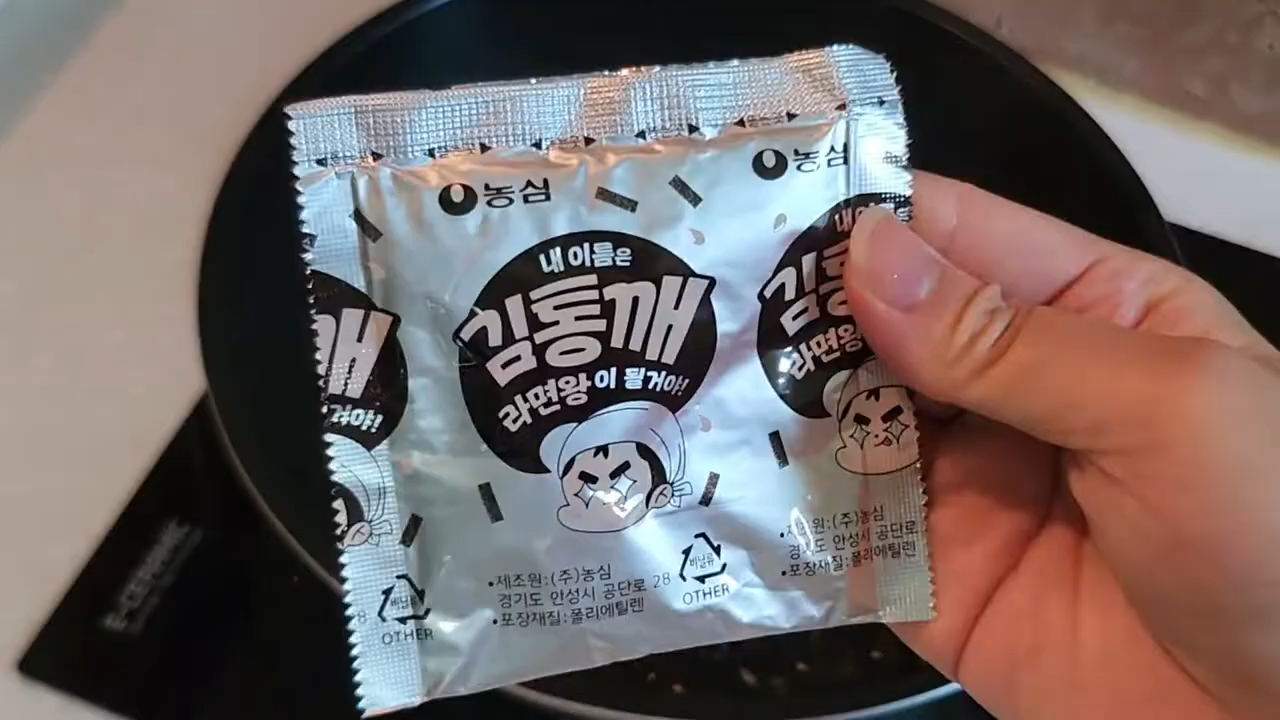 농심
내 이름은
김통깨
라면왕이 될거야!
•제조원:(주)농심
경기도 안성시 공단로 28
•포장재질:폴리에틸렌
비닐류
OTHER
농심
라면왕
원:(주)농심
경기도 안성시 공단로
•포장재질:폴리에틸렌
깨
거야!
8
비닐류
OTHER